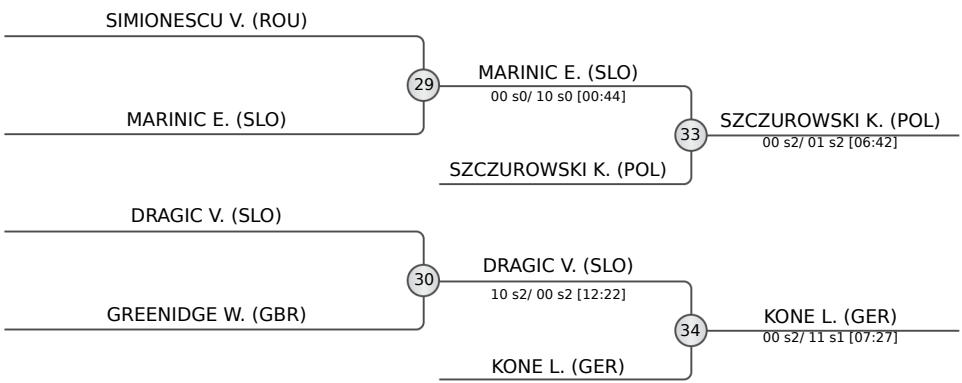 SIMIONESCU V. (ROU)
29
MARINIC E. (SLO)
MARINIC E. (SLO)
00 s0/ 10 s0 [00:44]
33
SZCZUROWSKI K. (POL)
SZCZUROWSKI K. (POL)
00 s2/ 01 s2 [06:42]
DRAGIC V. (SLO)
30
GREENIDGE W. (GBR)
DRAGIC V. (SLO)
10 s2/ 00 s2 [12:22]
34
KONE L. (GER)
KONE L. (GER)
00 s2/ 11 s1 [07:27]